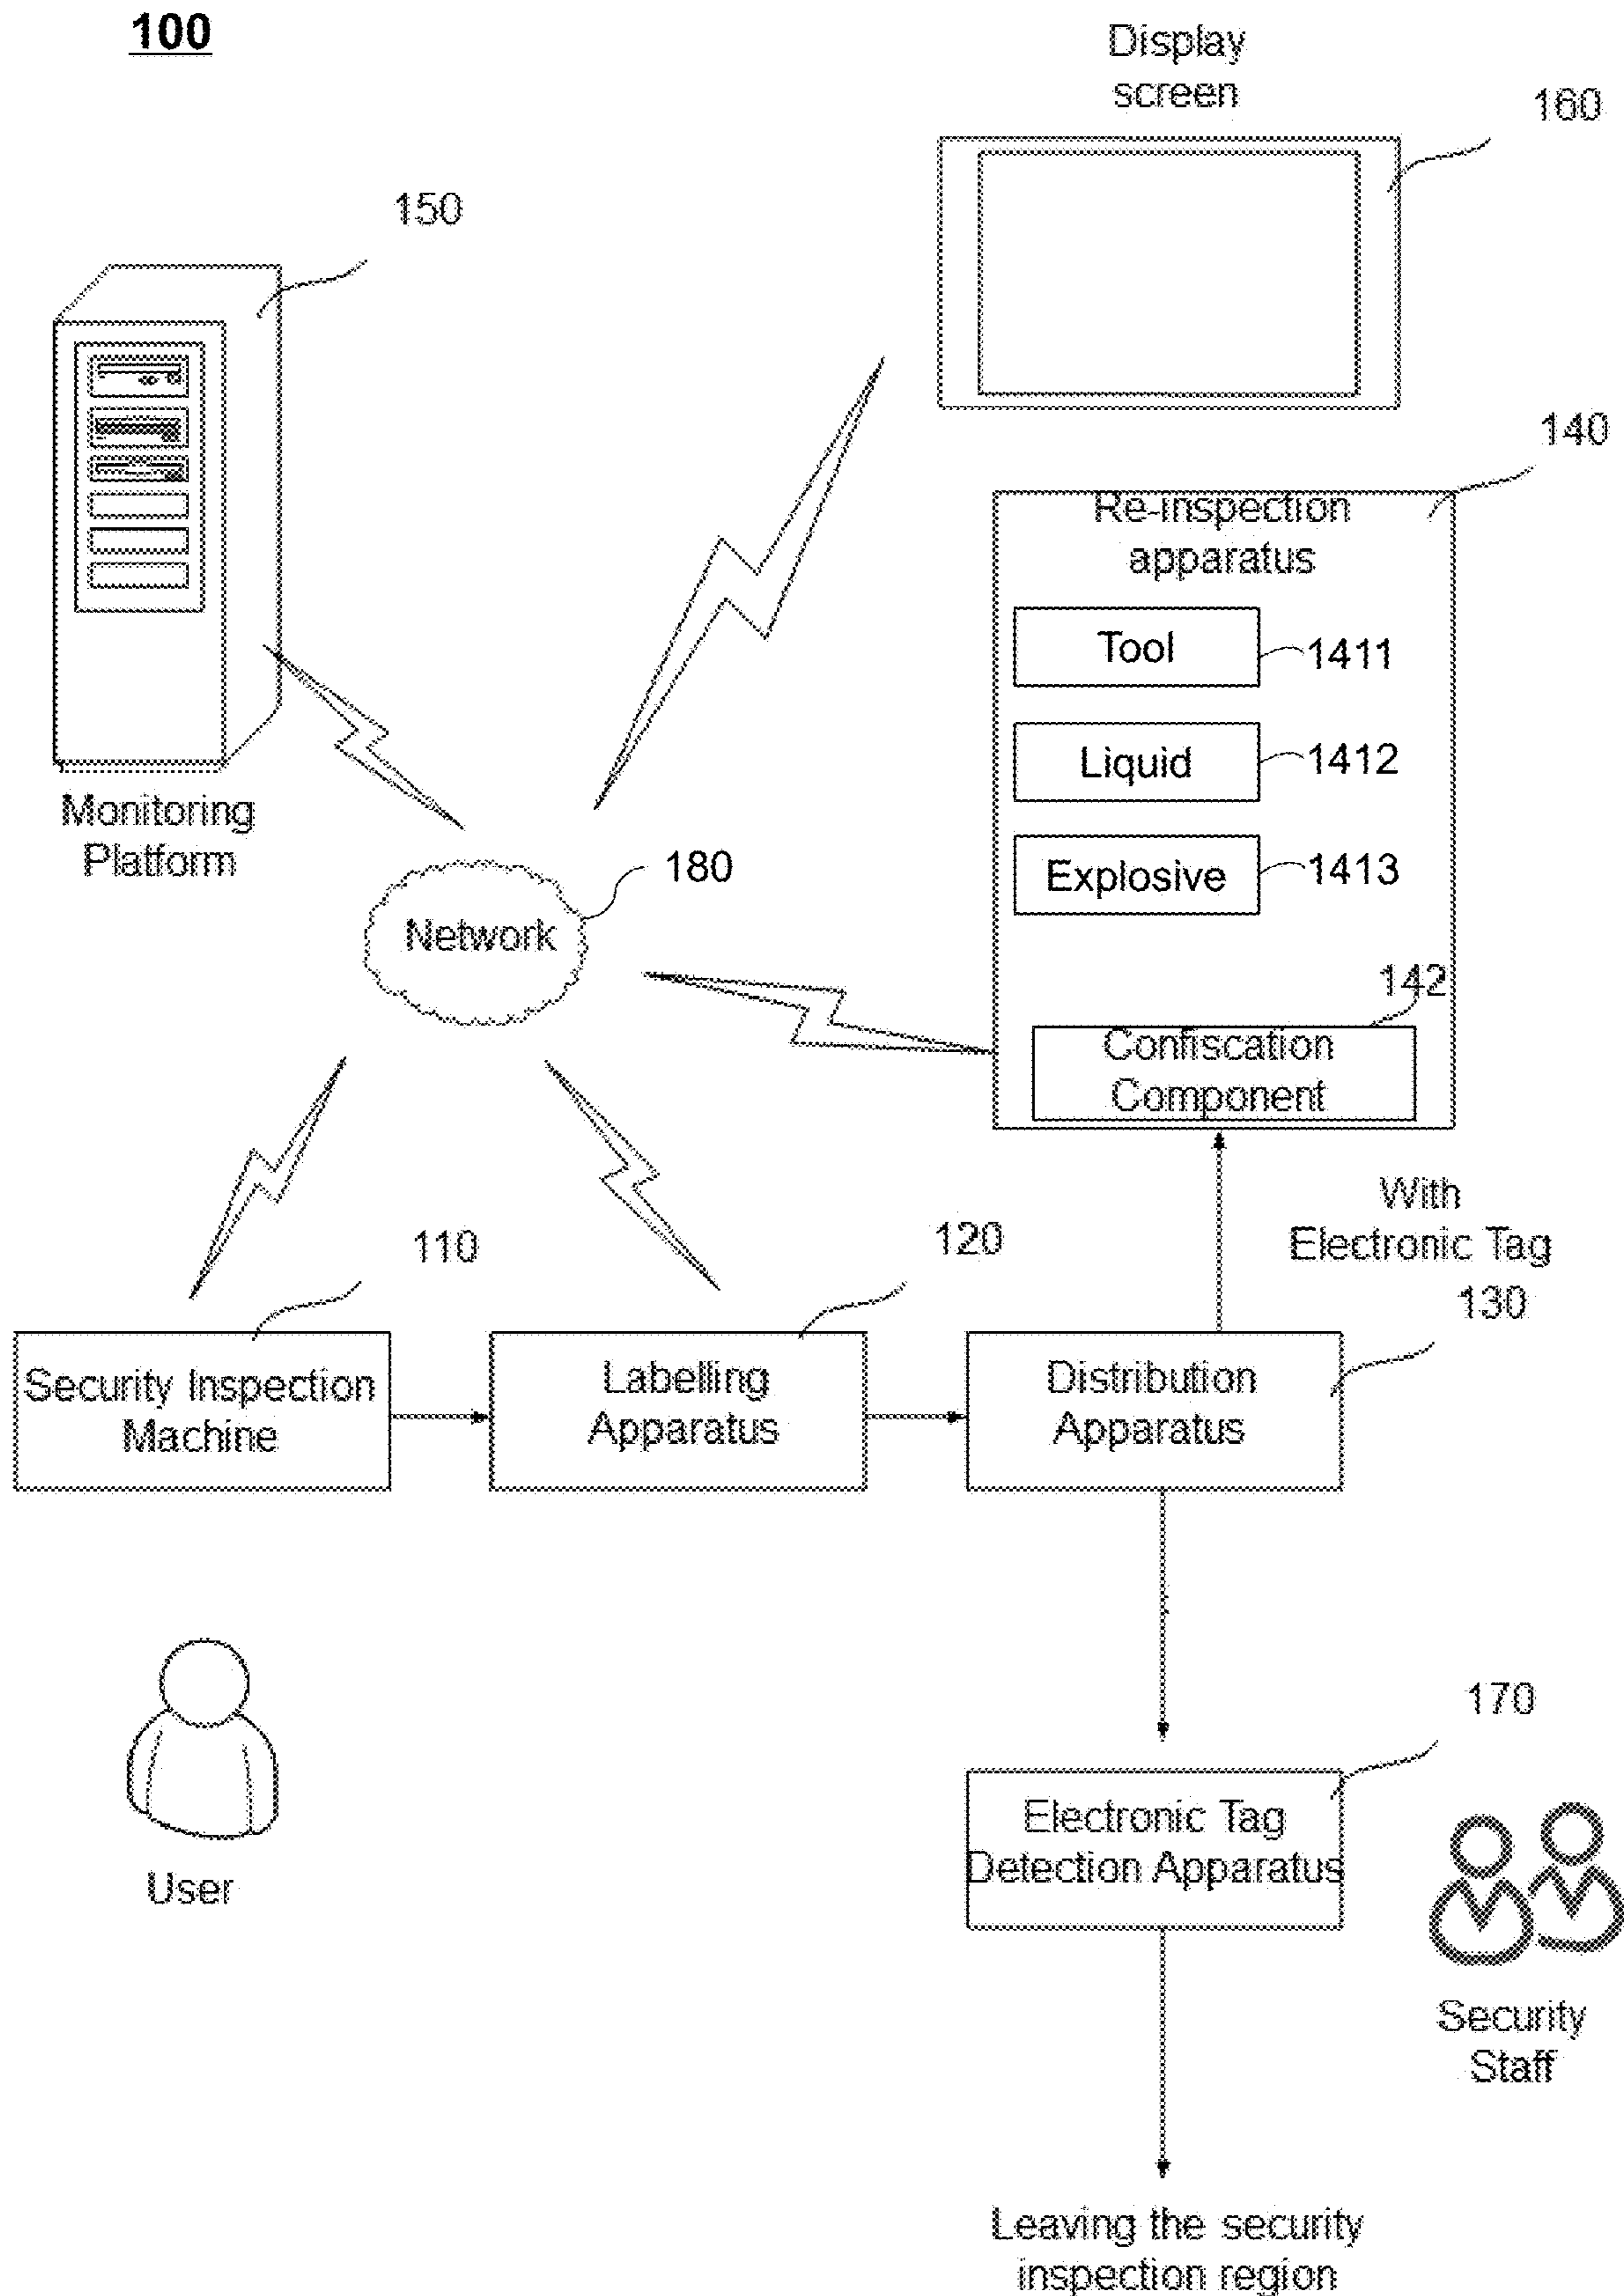 100
Display
screen
160
150
140
Re-inspection
apparatus
Tool
1411
Liquid
1412
Explosive
1413
Monitoring
Platform
180
Network
142
Confiscation
Component
With
Electronic Tag
110
120
130
Security Inspection
Machine
Labelling
Apparatus
Distribution
Apparatus
170
Electronic Tag
Detection Apparatus
User
Security
Staff
Leaving the security
inspection region